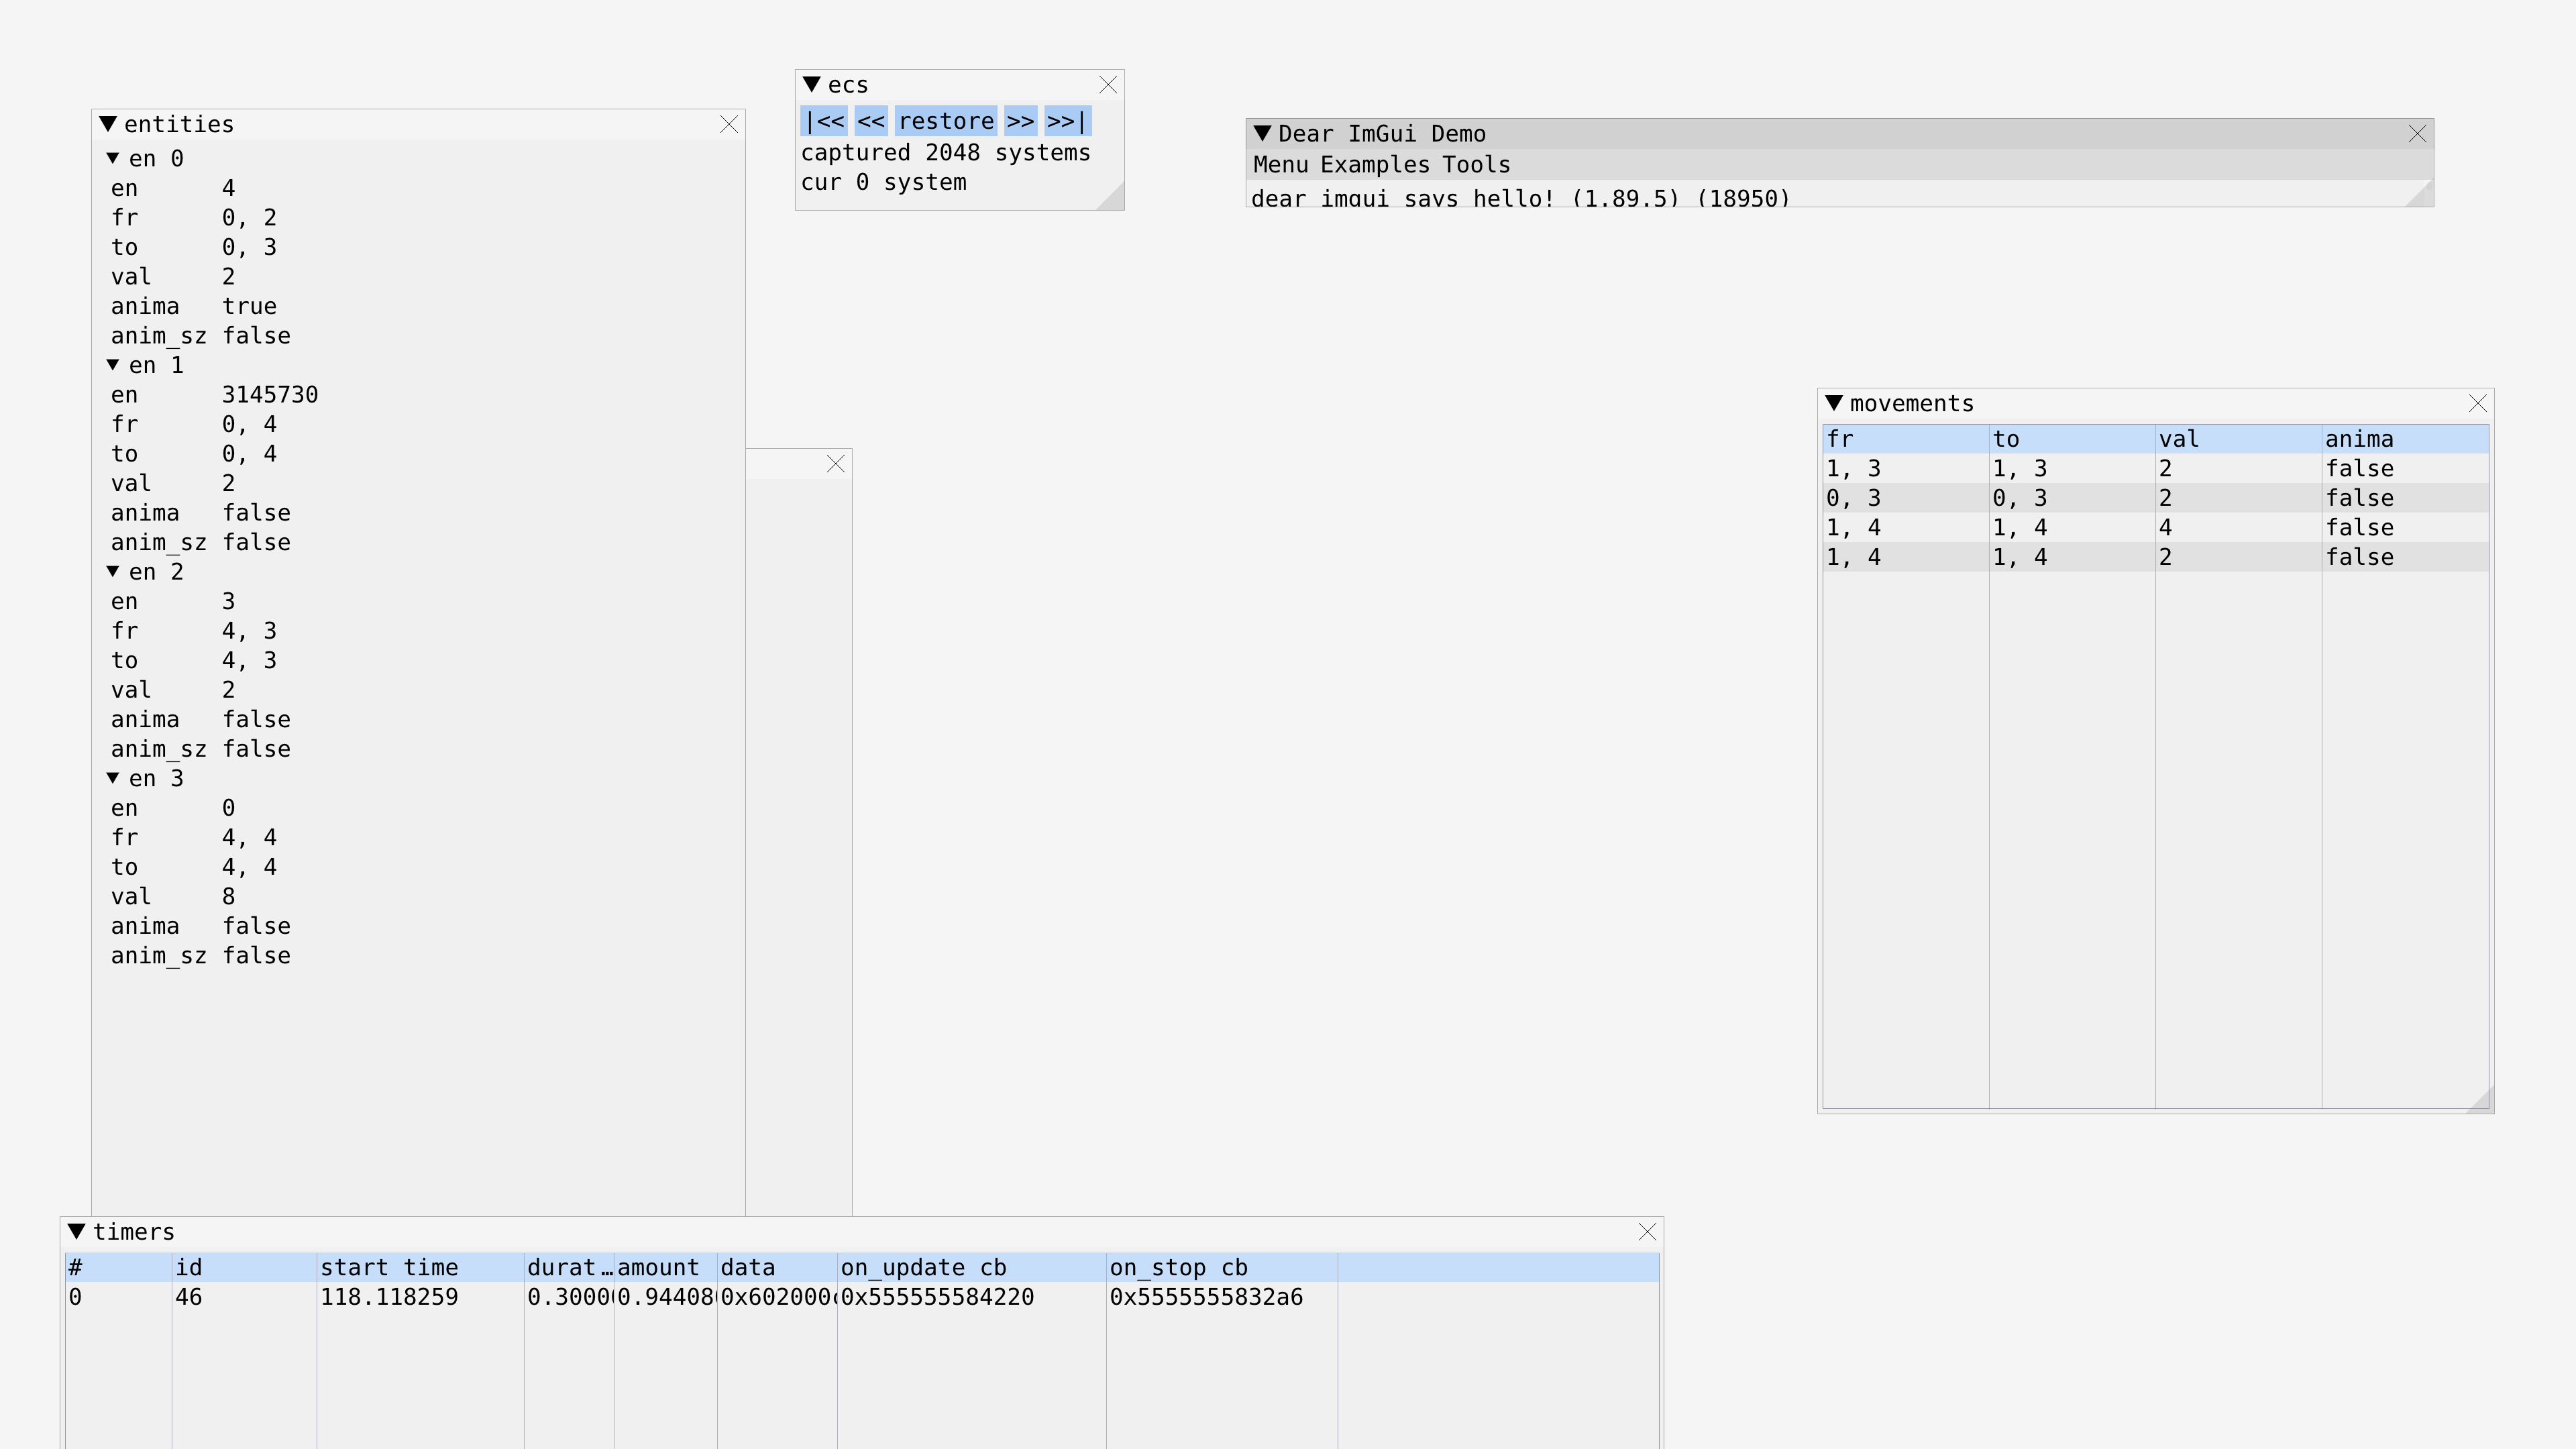 ecs
|<< << restore >> >>|
captured 2048 systems
cur 0 system
entities
en 0
en 4
fr 0, 2
to 0, 3
val 2
anima true
anim_sz false
en 1
en 3145730
fr 0, 4
to 0, 4
val 2
anima false
anim_sz false
en 2
en 3
fr 4, 3
to 4, 3
val 2
anima false
anim_sz false
en 3
en 0
fr 4, 4
to 4, 4
val 8
anima false
anim_sz false
Dear ImGui Demo
Menu Examples Tools
dear imgui says hello! (1.89.5) (18950)
movements
fr to val anima
1, 3 1, 3 2 false
0, 3 0, 3 2 false
1, 4 1, 4 4 false
1, 4 1, 4 2 false
timers
# id start time durat… amount data on_update cb on_stop cb
0 46 118.118259 0.3000 0.94408 0x602000 0x555555584220 0x5555555832a6